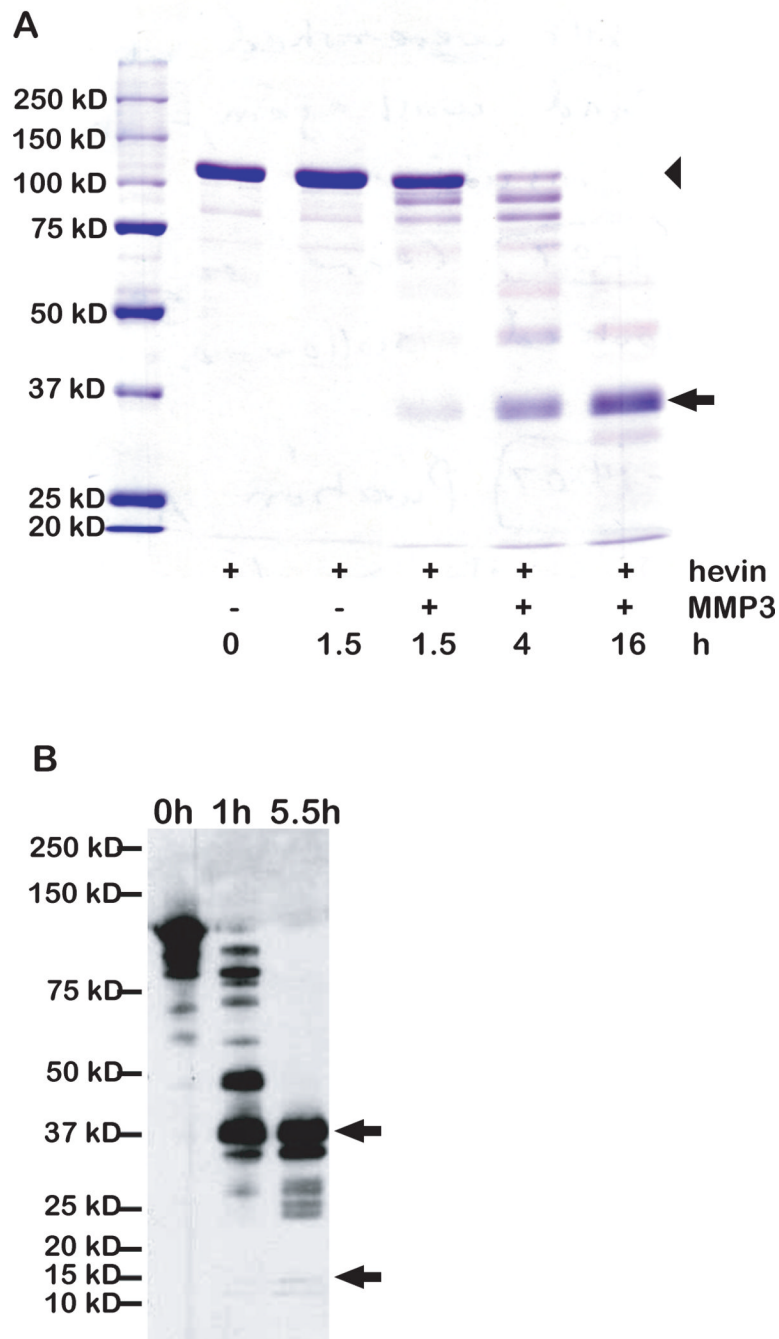 A
250 kD
150 kD
100 kD
75 kD
50 kD
37 kD
25 kD
20 kD
+ + + + + hevin
- - + + + MMP3
0 1.5 1.5 4 16 h
B
0h 1h 5.5h
250 kD
150 kD
75 kD
50 kD
37 kD
25 kD
20 kD
15 kD
10 kD